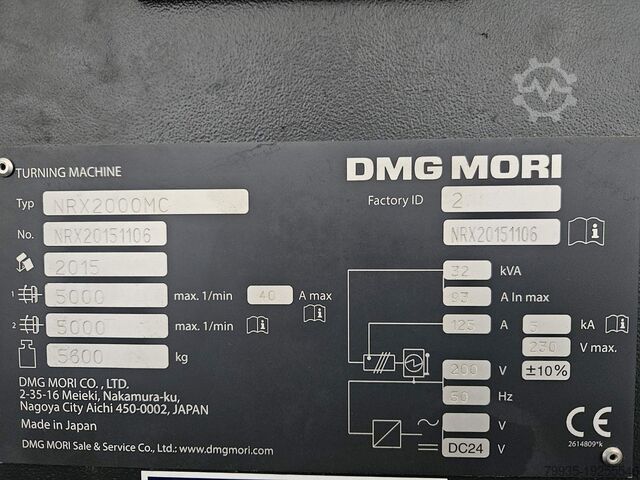 TURNING MACHINE
DMG MORI
Typ NRX2000MC
Factory ID 2
No. NRX20151106
NRX20151106
2015
32 kVA
1 5000 max. 1/min 40 A max
93 A In max
2 5000 max. 1/min
125 A 5 kA
230 V max.
5600 kg
200 V ±10%
DMG MORI CO., LTD.
2-35-16 Meieki, Nakamura-ku,
Nagoya City Aichi 450-0002, JAPAN
Hz
Made in Japan
V
DMG MORI Sale & Service Co., Ltd.: www.dmgmori.com
DC24 V
CE
2614809*k